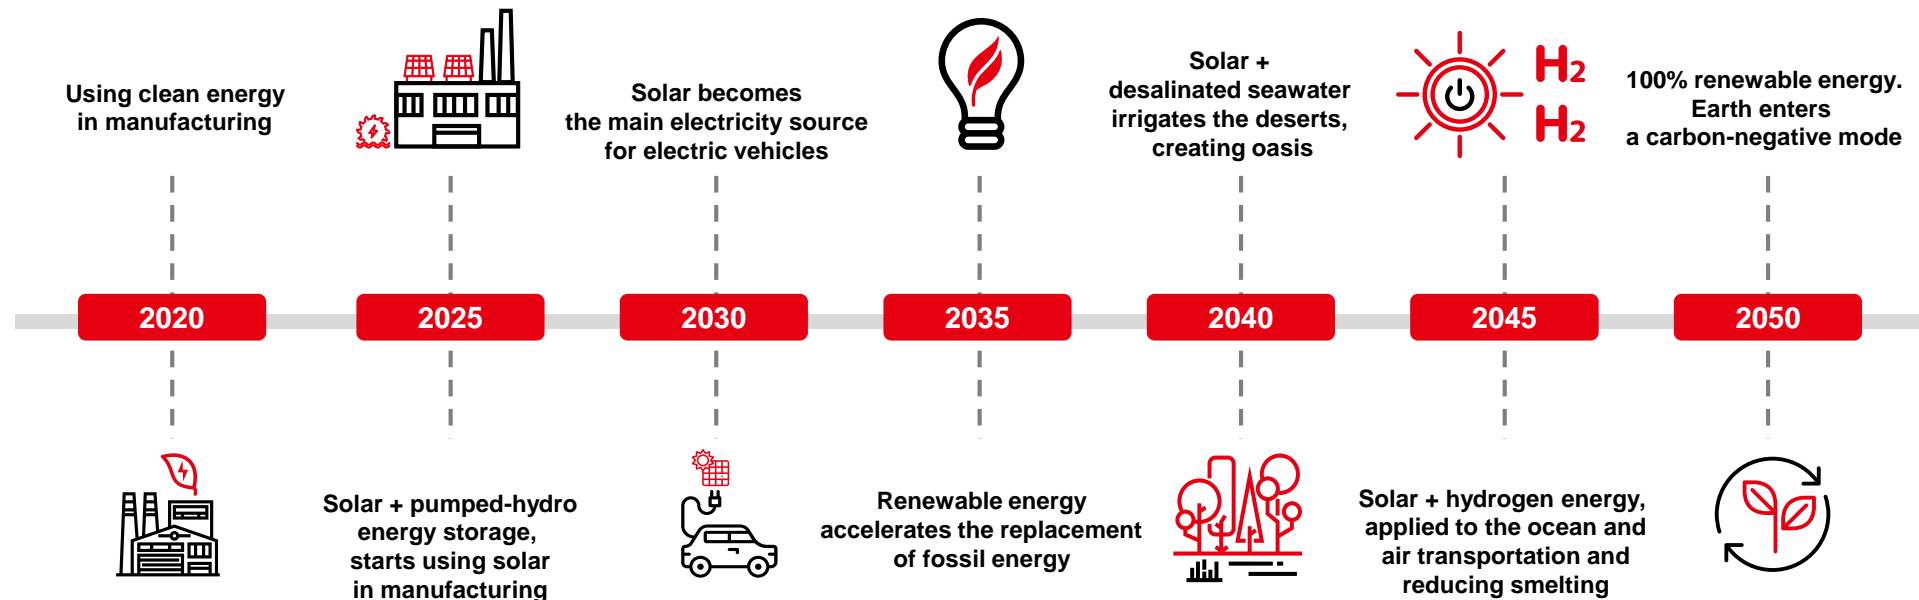 Using clean energy
in manufacturing
Solar becomes
the main electricity source
for electric vehicles
Solar +
desalinated seawater
irrigates the deserts,
creating oasis
H2
H2
100% renewable energy.
Earth enters
a carbon-negative mode
2020
2025
2030
2035
2040
2045
2050
Solar + pumped-hydro
energy storage,
starts using solar
in manufacturing
Renewable energy
accelerates the replacement
of fossil energy
Solar + hydrogen energy,
applied to the ocean and
air transportation and
reducing smelting